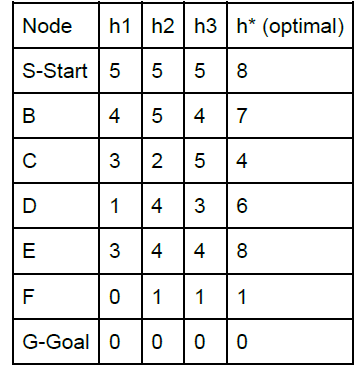 Node h1 h2 h3 h* (optimal)
S-Start 5 5 5 8
B 4 5 4 7
C 3 2 5 4
D 1 4 3 6
E 3 4 4 8
F 0 1 1 1
G-Goal 0 0 0 0